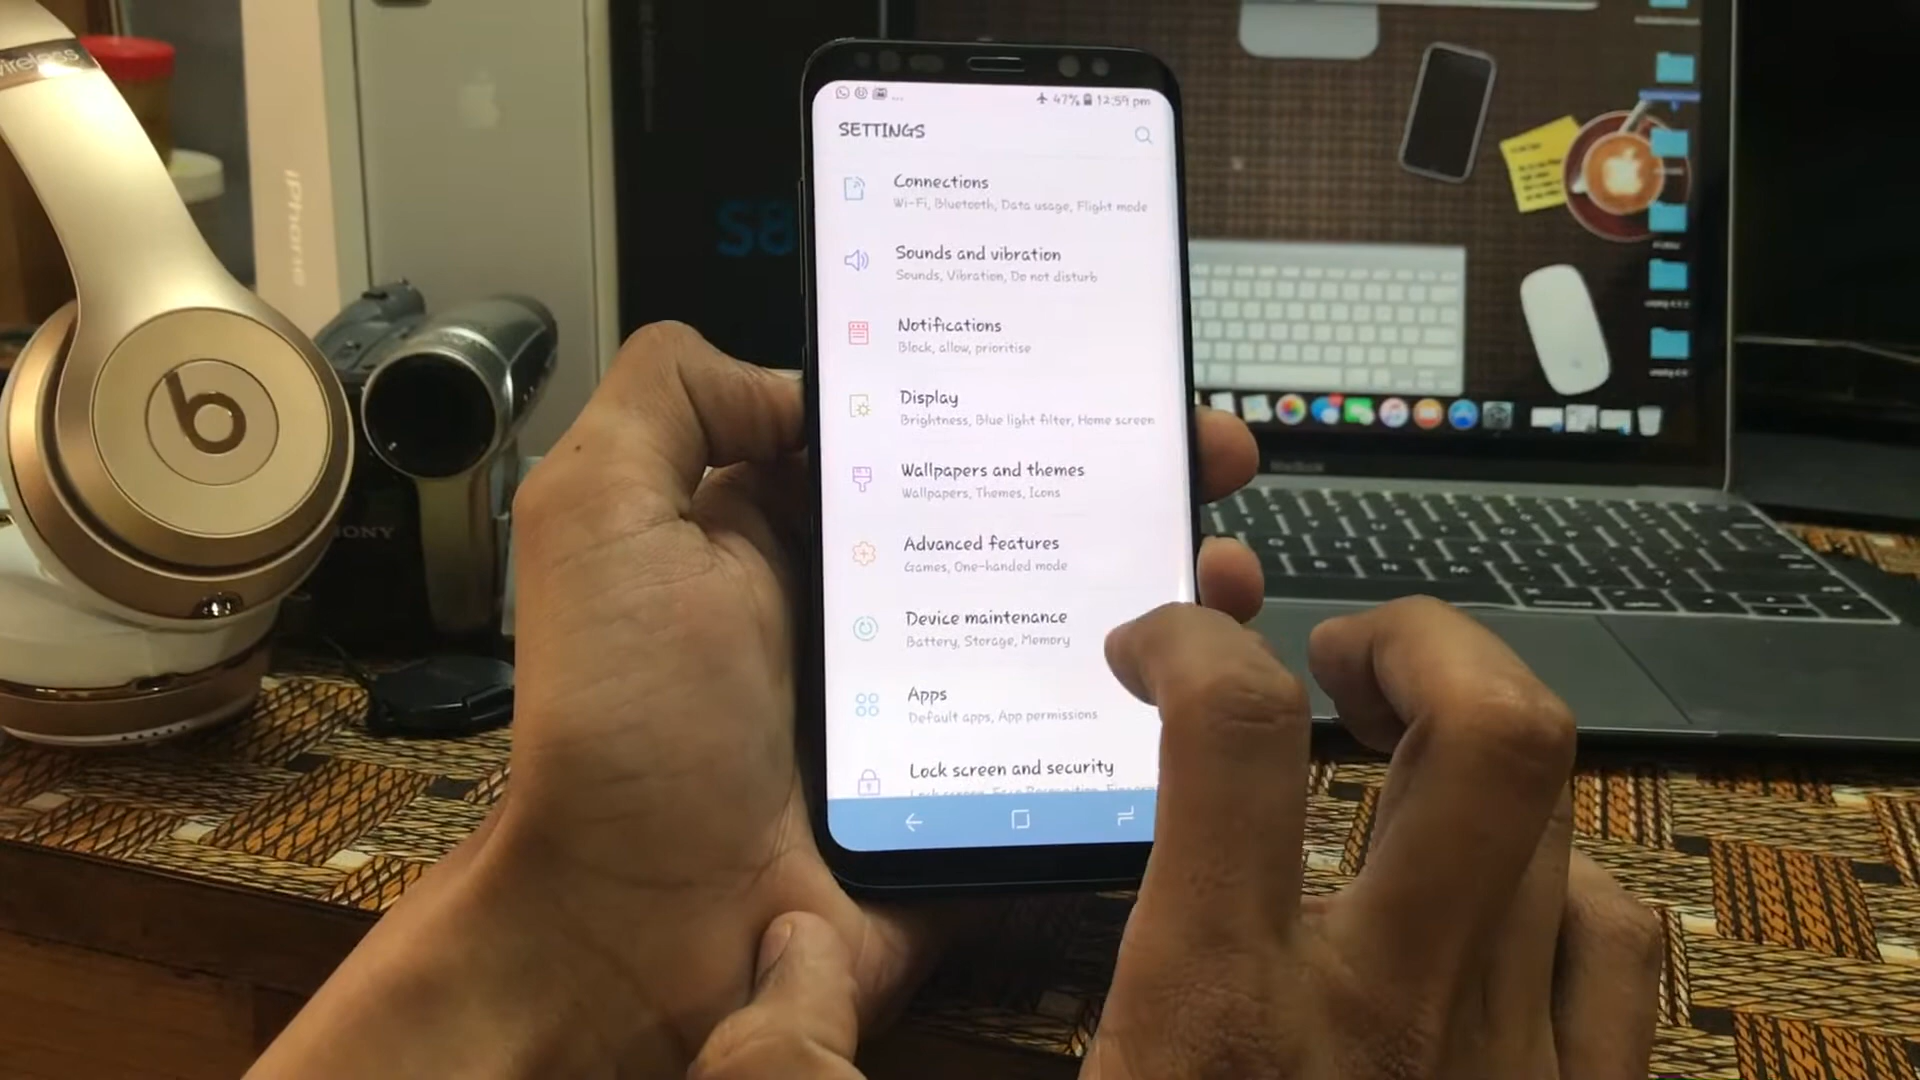 wireless
iPhone
SONY
S8
47% 12:59 pm
SETTINGS
Connections
Wi-Fi, Bluetooth, Data usage, Flight mode
Sounds and vibration
Sounds, Vibration, Do not disturb
Notifications
Block, allow, prioritise
Display
Brightness, Blue light filter, Home screen
Wallpapers and themes
Wallpapers, Themes, Icons
Advanced features
Games, One-handed mode
Device maintenance
Battery, Storage, Memory
Apps
Default apps, App permissions
Lock screen and security
MacBook